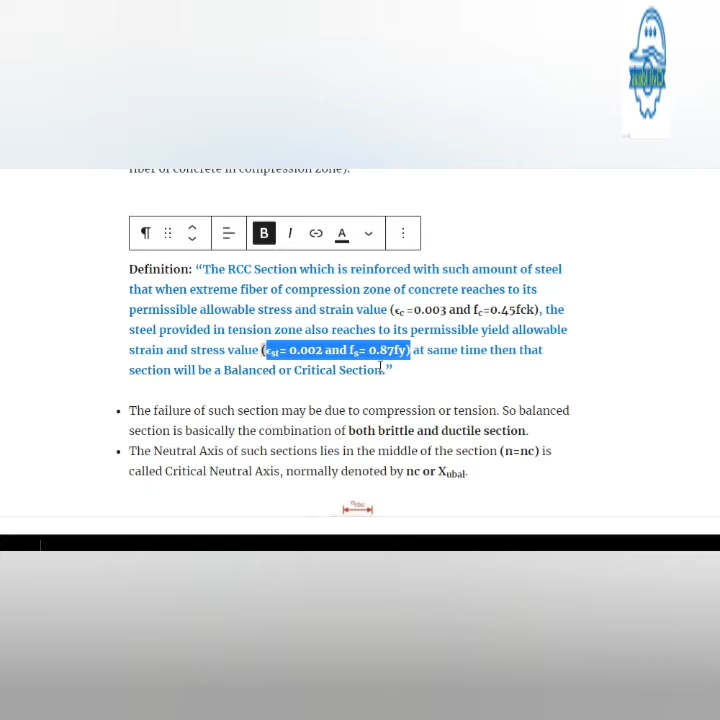 fiber of concrete in compression zone).
B I A
Definition: “The RCC Section which is reinforced with such amount of steel
that when extreme fiber of compression zone of concrete reaches to its
permissible allowable stress and strain value (ϵc =0.003 and fc=0.45fck), the
steel provided in tension zone also reaches to its permissible yield allowable
strain and stress value (ϵst= 0.002 and fs= 0.87fy) at same time then that
section will be a Balanced or Critical Section.”
• The failure of such section may be due to compression or tension. So balanced
section is basically the combination of both brittle and ductile section.
• The Neutral Axis of such sections lies in the middle of the section (n=nc) is
called Critical Neutral Axis, normally denoted by nc or Xubal.